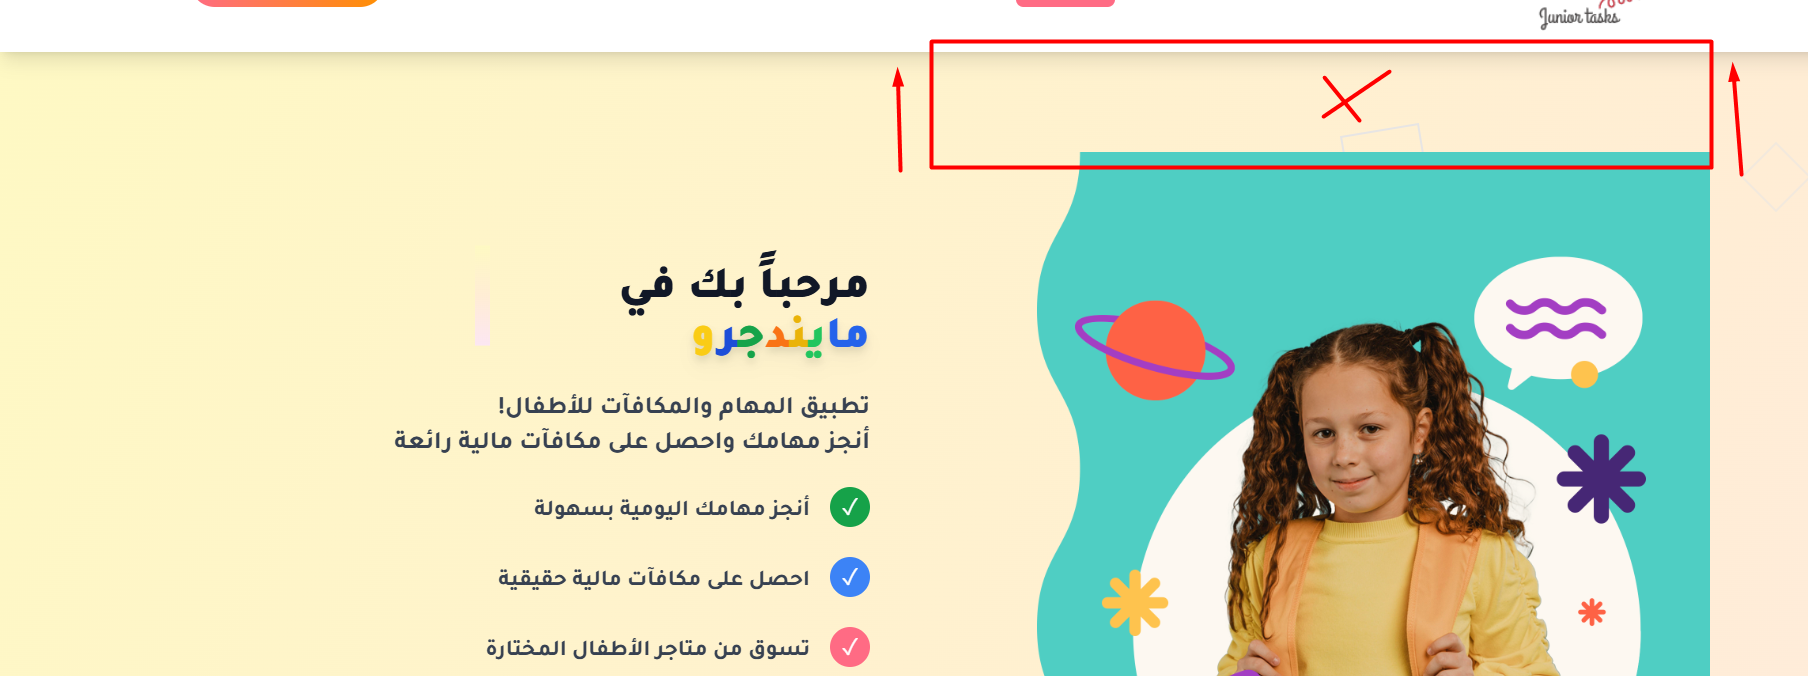 Junior tasks
مرحباً بك في
مايندجرو
تطبيق المهام والمكافآت للأطفال!
أنجز مهامك واحصل على مكافآت مالية رائعة
أنجز مهامك اليومية بسهولة
احصل على مكافآت مالية حقيقية
تسوق من متاجر الأطفال المختارة